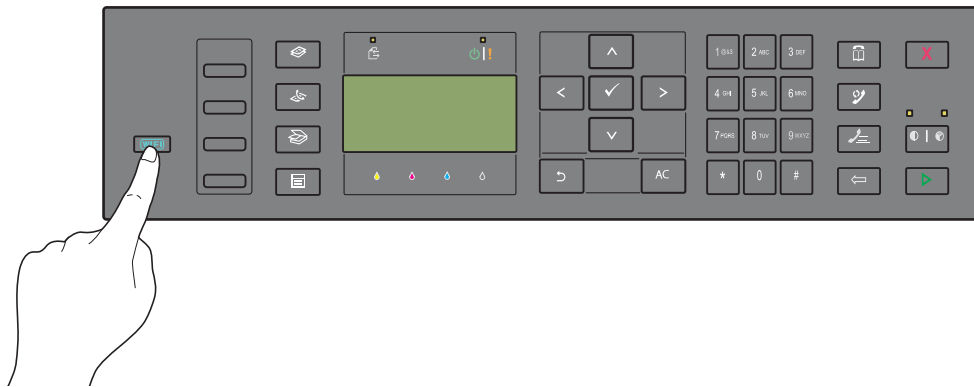 WIFI
1 @&$
2 ABC
3 DEF
4 GHI
5 JKL
6 MNO
7 PQRS
8 TUV
9 WXYZ
*
0
#
AC
X